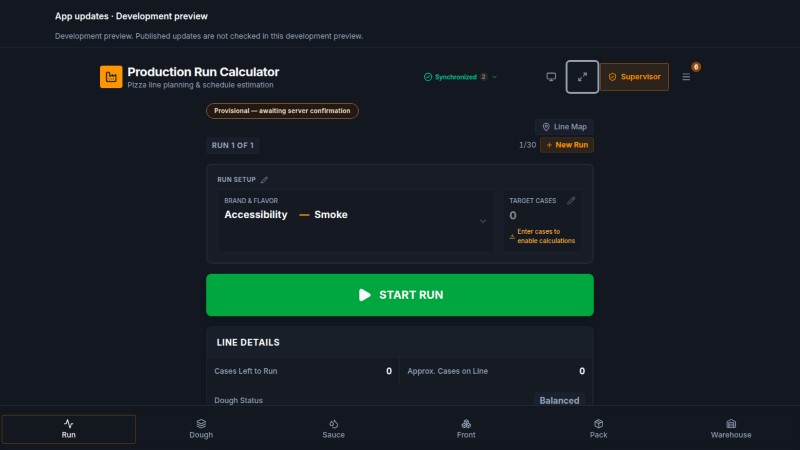 App updates · Development preview
Development preview. Published updates are not checked in this development preview.
Production Run Calculator
Pizza line planning & schedule estimation
Synchronized 2
Supervisor
6
Provisional — awaiting server confirmation
Line Map
RUN 1 OF 1
1/30
+ New Run
RUN SETUP
BRAND & FLAVOR
Accessibility — Smoke
TARGET CASES
0
Enter cases to
enable calculations
START RUN
LINE DETAILS
Cases Left to Run 0
Approx. Cases on Line 0
Dough Status Balanced
Run
Dough
Sauce
Front
Pack
Warehouse